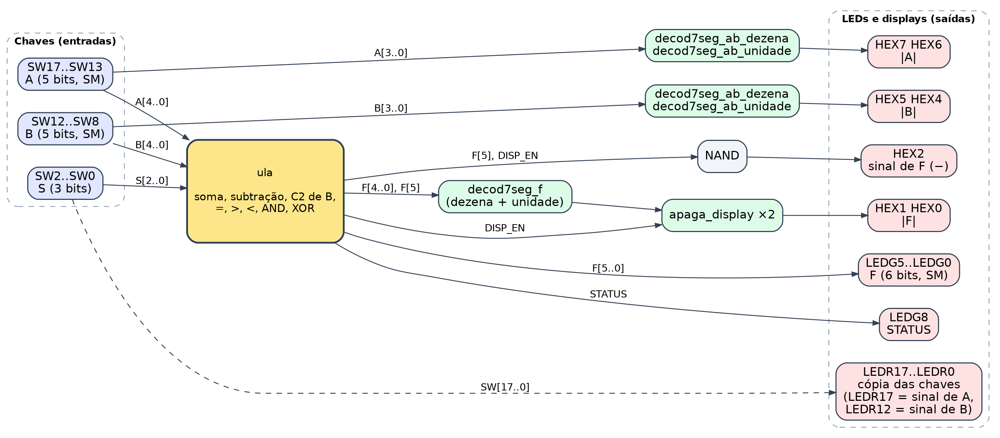 Chaves (entradas)
SW17..SW13
A (5 bits, SM)
SW12..SW8
B (5 bits, SM)
SW2..SW0
S (3 bits)
A[3..0]
A[4..0]
B[3..0]
B[4..0]
S[2..0]
ula
soma, subtração, C2 de B,
=, >, <, AND, XOR
F[5], DISP_EN
F[4..0], F[5]
DISP_EN
F[5..0]
STATUS
SW[17..0]
decod7seg_f
(dezena + unidade)
decod7seg_ab_dezena
decod7seg_ab_unidade
decod7seg_ab_dezena
decod7seg_ab_unidade
NAND
apaga_display ×2
LEDs e displays (saídas)
HEX7 HEX6
|A|
HEX5 HEX4
|B|
HEX2
sinal de F (−)
HEX1 HEX0
|F|
LEDG5..LEDG0
F (6 bits, SM)
LEDG8
STATUS
LEDR17..LEDR0
cópia das chaves
(LEDR17 = sinal de A,
LEDR12 = sinal de B)